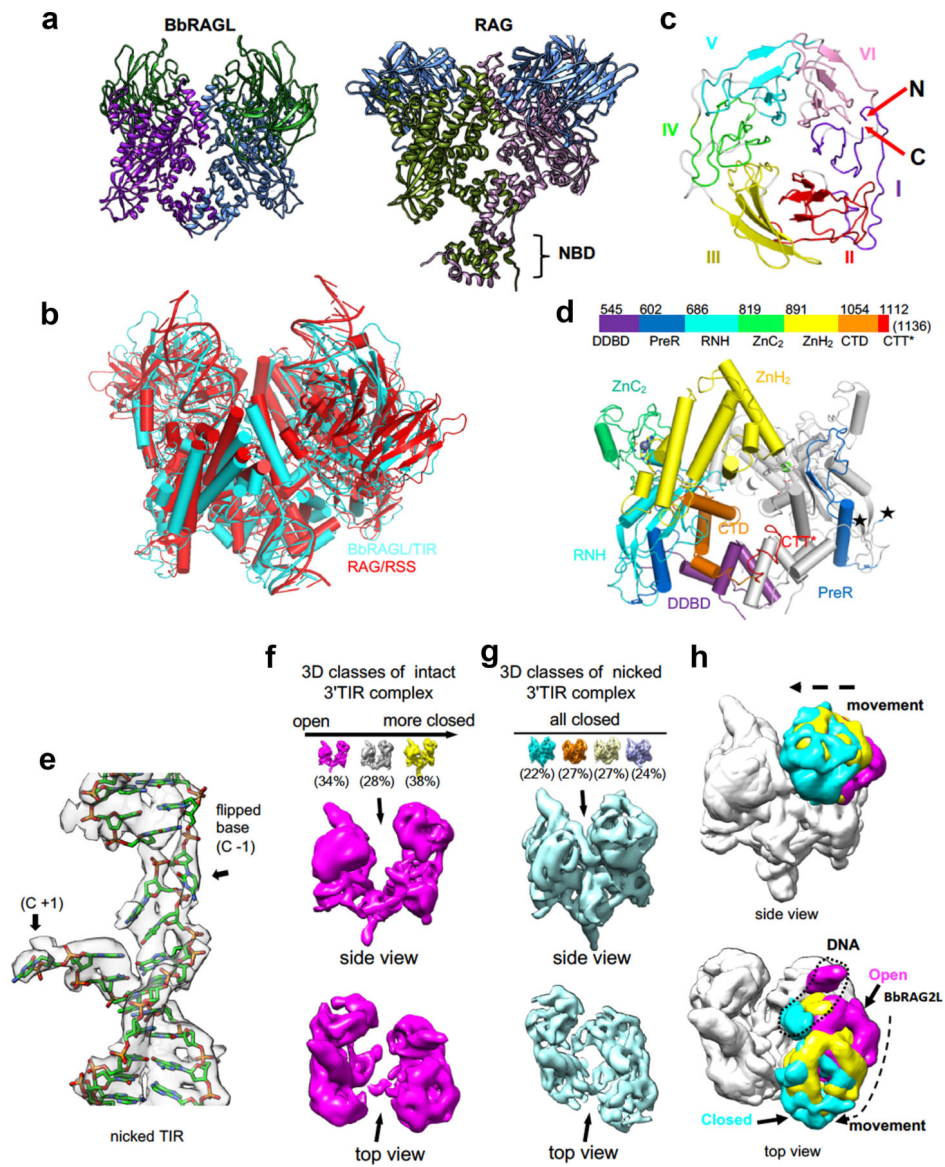 a
BbRAGL
RAG
NBD
c
V
VI
N
IV
C
I
III
II
b
BbRAGL/TIR
RAG/RSS
d
545 602 686 819 891 1054 1112
(1136)
DDBD PreR RNH ZnC₂ ZnH₂ CTD CTT*
ZnC₂
ZnH₂
CTD
CTT*
RNH
DDBD
PreR
e
flipped
base
(C -1)
(C +1)
nicked TIR
f
3D classes of intact
3'TIR complex
open more closed
(34%) (28%) (38%)
side view
top view
g
3D classes of nicked
3'TIR complex
all closed
(22%) (27%) (27%) (24%)
side view
top view
h
movement
side view
DNA
Open
BbRAG2L
Closed
movement
top view